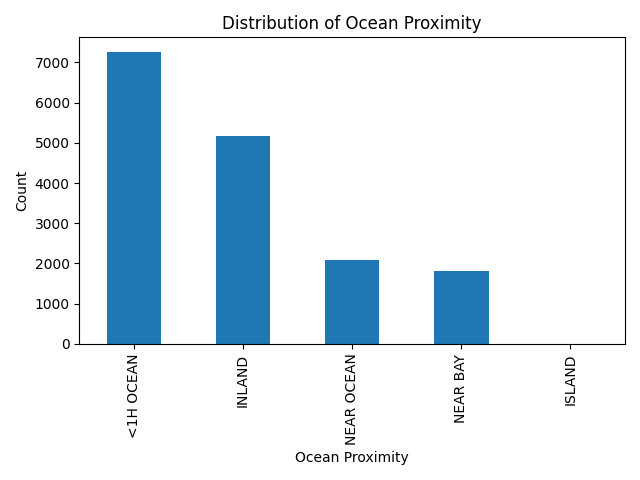 Distribution of Ocean Proximity
Count
7000
6000
5000
4000
3000
2000
1000
0
<1H OCEAN
INLAND
NEAR OCEAN
NEAR BAY
ISLAND
Ocean Proximity